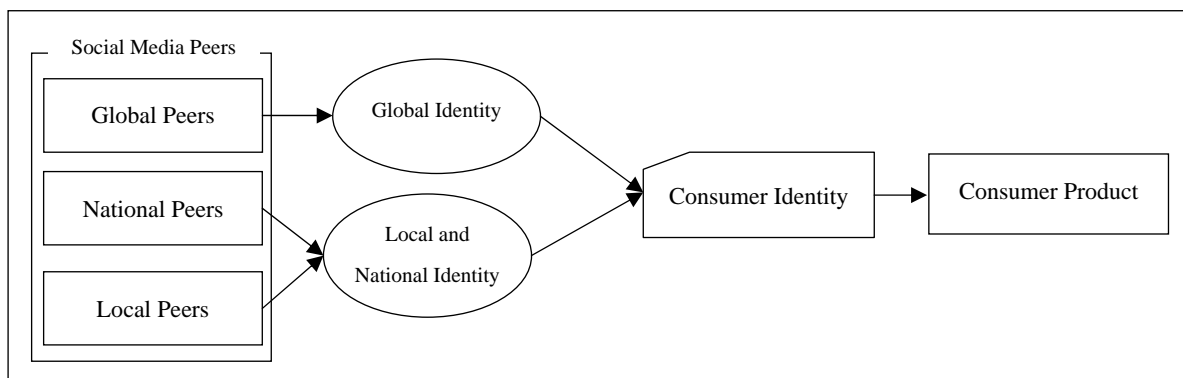 Social Media Peers
Global Peers
National Peers
Local Peers
Global Identity
Local and
National Identity
Consumer Identity
Consumer Product